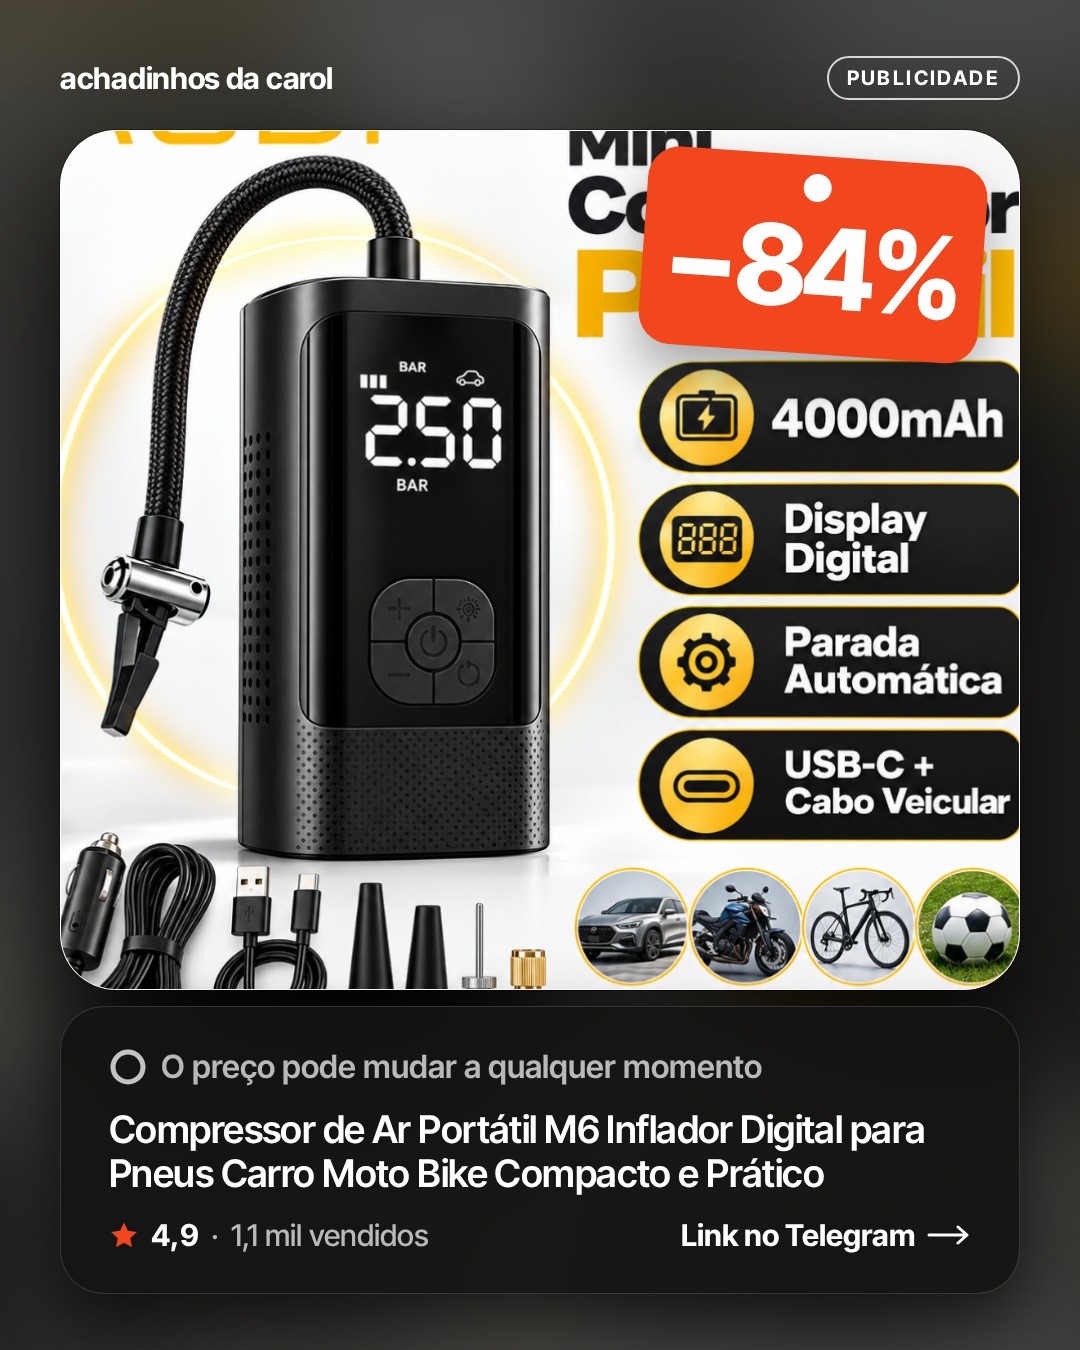 achadinhos da carol
PUBLICIDADE
Mini
-84%
BAR
2.50
BAR
4000mAh
888
Display
Digital
Parada
Automática
USB-C +
Cabo Veicular
O preço pode mudar a qualquer momento
Compressor de Ar Portátil M6 Inflador Digital para
Pneus Carro Moto Bike Compacto e Prático
4,9 · 1,1 mil vendidos
Link no Telegram →